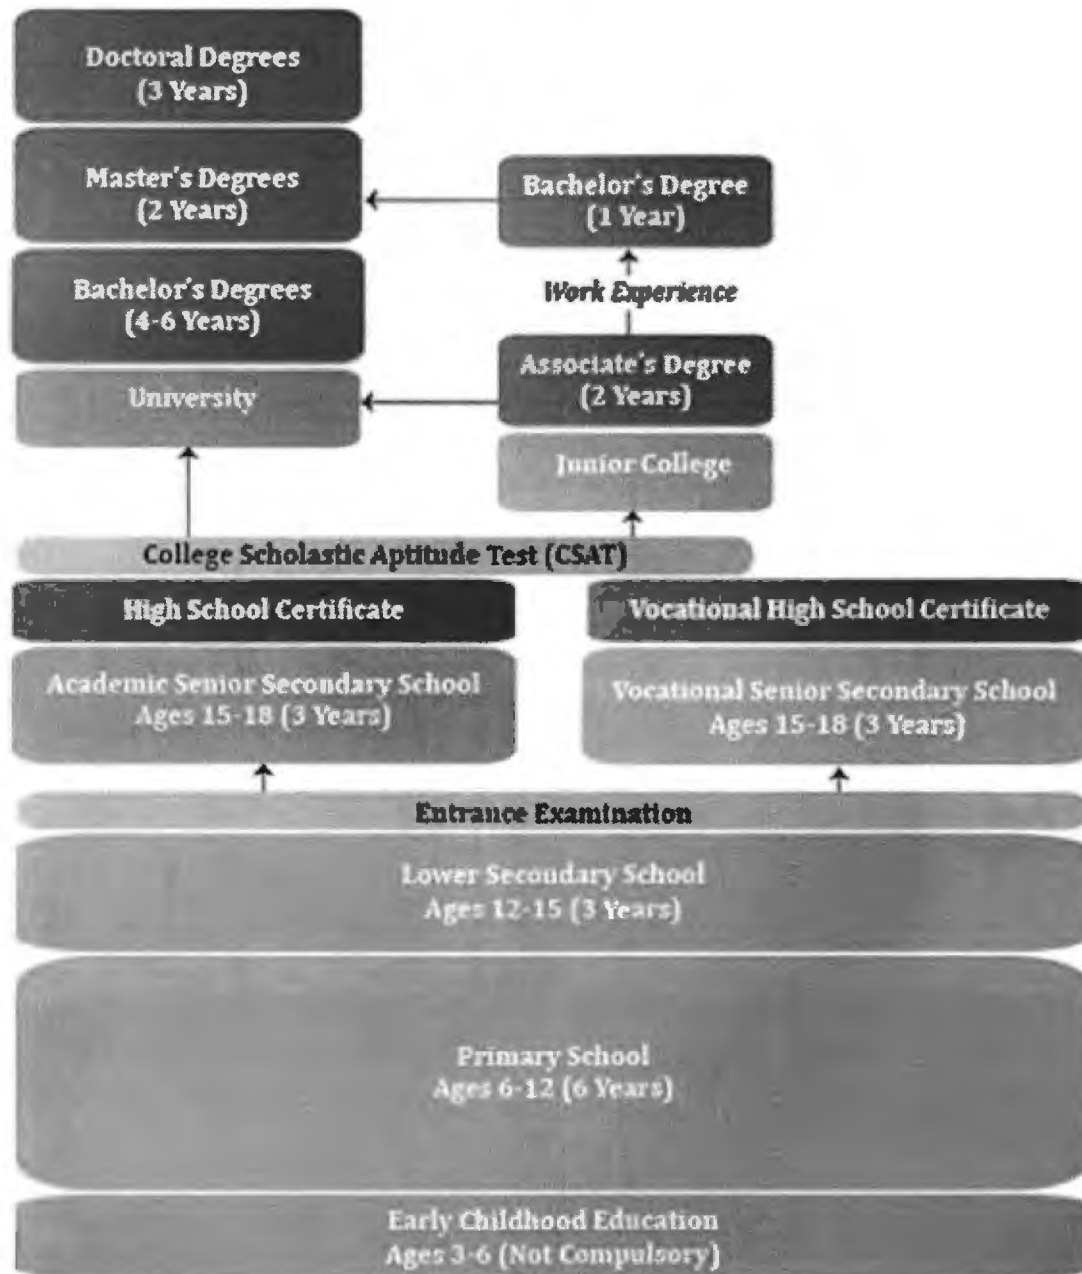 Doctoral Degrees
(3 Years)
Master's Degrees
(2 Years)
Bachelor's Degree
(1 Year)
Bachelor's Degrees
(4-6 Years)
Work Experience
University
Associate's Degree
(2 Years)
Junior College
College Scholastic Aptitude Test (CSAT)
High School Certificate
Vocational High School Certificate
Academic Senior Secondary School
Ages 15-18 (3 Years)
Vocational Senior Secondary School
Ages 15-18 (3 Years)
Entrance Examination
Lower Secondary School
Ages 12-15 (3 Years)
Primary School
Ages 6-12 (6 Years)
Early Childhood Education
Ages 3-6 (Not Compulsory)